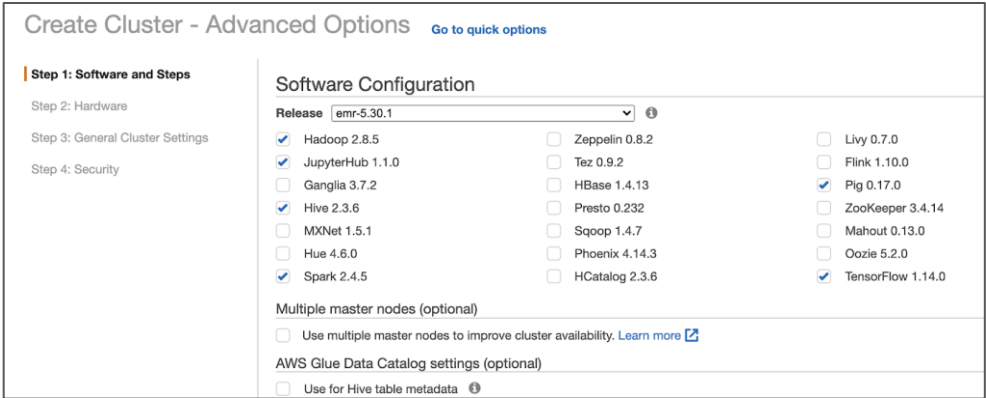 Create Cluster - Advanced Options Go to quick options
Step 1: Software and Steps
Step 2: Hardware
Step 3: General Cluster Settings
Step 4: Security
Software Configuration
Release emr-5.30.1
Hadoop 2.8.5 Zeppelin 0.8.2 Livy 0.7.0
JupyterHub 1.1.0 Tez 0.9.2 Flink 1.10.0
Ganglia 3.7.2 HBase 1.4.13 Pig 0.17.0
Hive 2.3.6 Presto 0.232 ZooKeeper 3.4.14
MXNet 1.5.1 Sqoop 1.4.7 Mahout 0.13.0
Hue 4.6.0 Phoenix 4.14.3 Oozie 5.2.0
Spark 2.4.5 HCatalog 2.3.6 TensorFlow 1.14.0
Multiple master nodes (optional)
Use multiple master nodes to improve cluster availability. Learn more
AWS Glue Data Catalog settings (optional)
Use for Hive table metadata